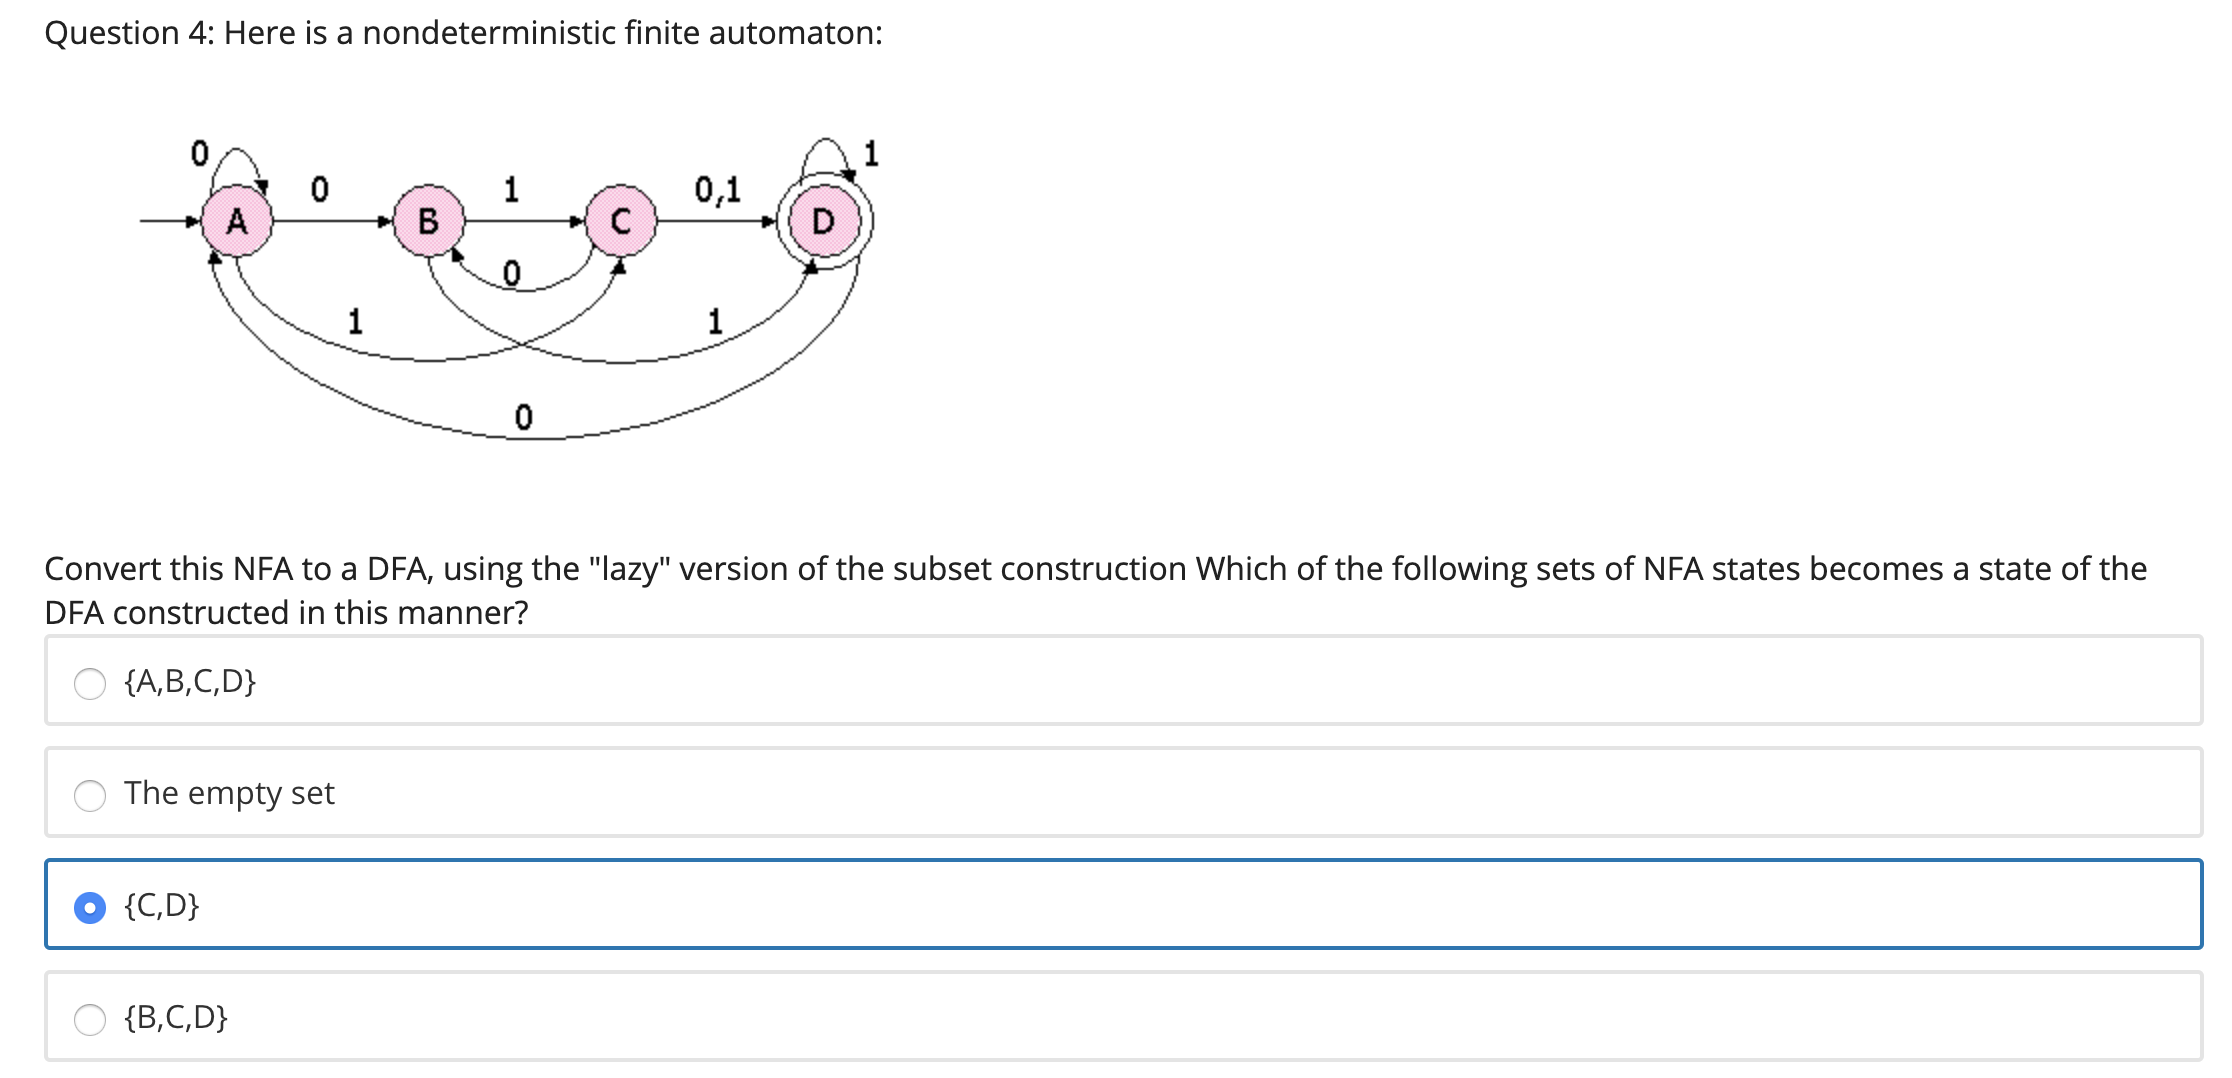 Question 4: Here is a nondeterministic finite automaton:
0
1
0
1
0,1
A
B
C
D
0
1
1
0
Convert this NFA to a DFA, using the "lazy" version of the subset construction Which of the following sets of NFA states becomes a state of the
DFA constructed in this manner?
{A,B,C,D}
The empty set
{C,D}
{B,C,D}